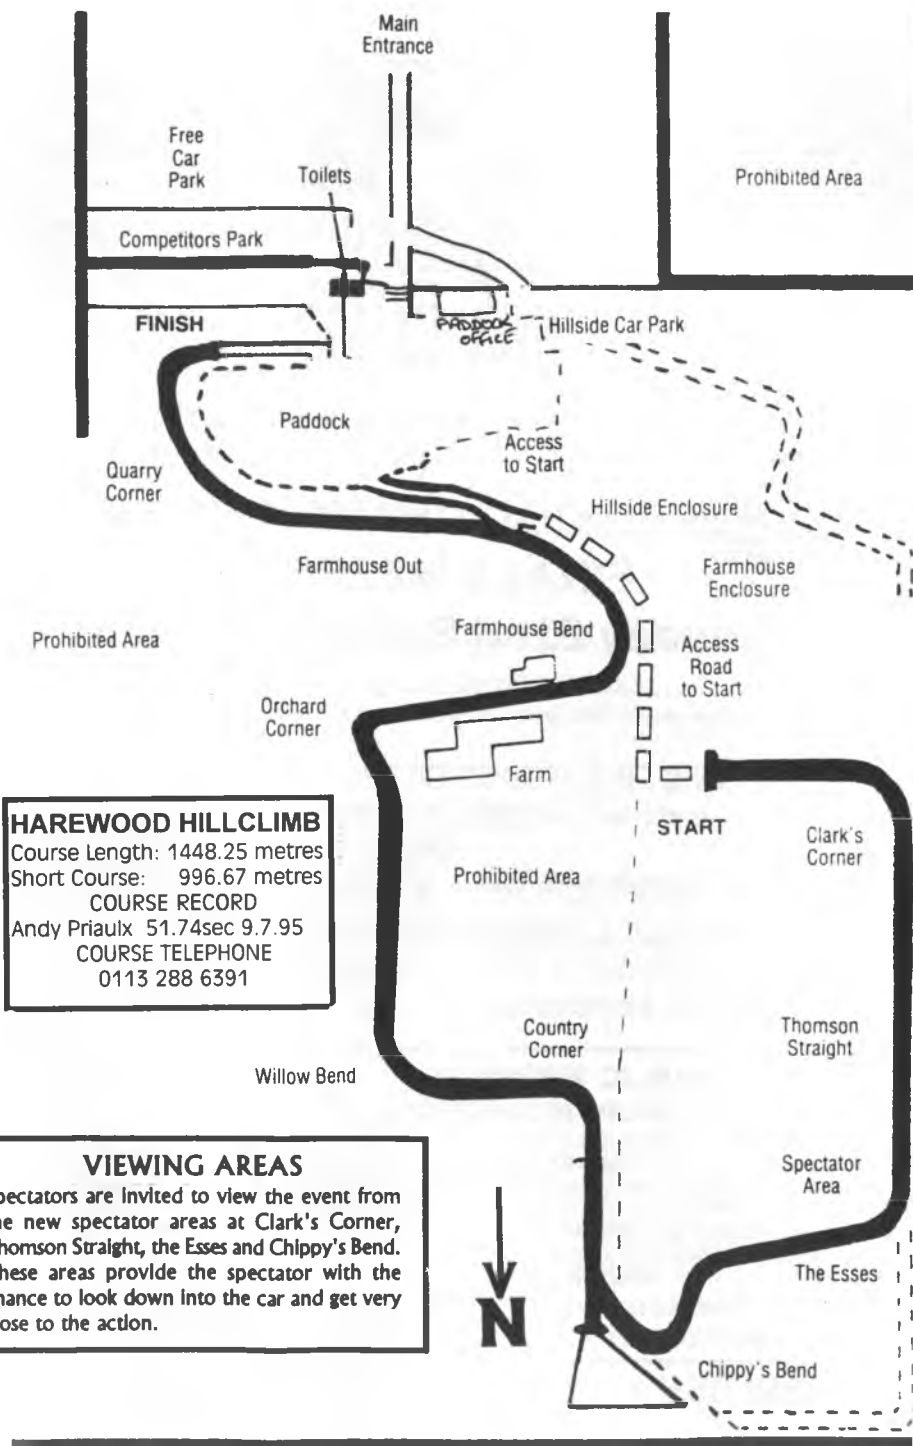 Main
Entrance
Free
Car
Park
Toilets
Prohibited Area
Competitors Park
FINISH
PADDOCK
OFFICE
Hillside Car Park
Paddock
Access
to Start
Quarry
Corner
Hillside Enclosure
Farmhouse Out
Farmhouse
Enclosure
Prohibited Area
Farmhouse Bend
Access
Road
to Start
Orchard
Corner
Farm
START
Clark's
Corner
HAREWOOD HILLCLIMB
Course Length: 1448.25 metres
Short Course: 996.67 metres
COURSE RECORD
Andy Priaulx 51.74sec 9.7.95
COURSE TELEPHONE
0113 288 6391
Prohibited Area
Country
Corner
Thomson
Straight
Willow Bend
VIEWING AREAS
pectators are invited to view the event from
he new spectator areas at Clark's Corner,
homson Straight, the Esses and Chippy's Bend.
hese areas provide the spectator with the
hance to look down into the car and get very
ose to the action.
Spectator
Area
The Esses
N
Chippy's Bend